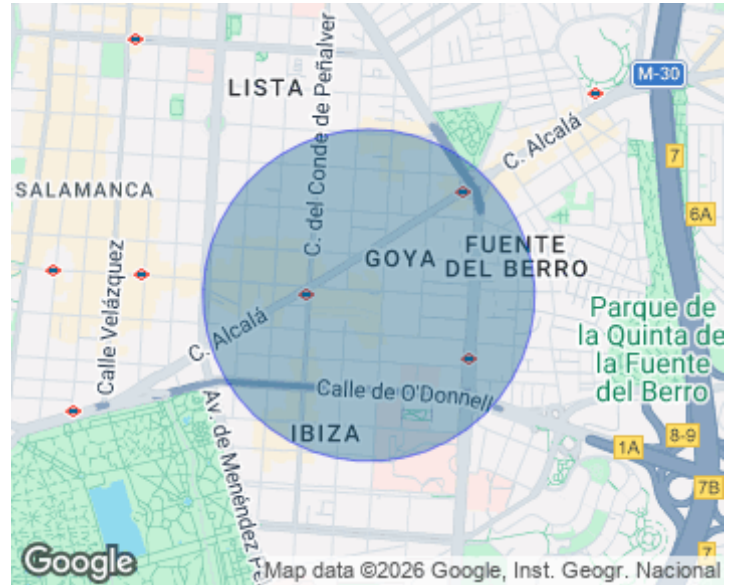 LISTA
C. del Conde de Peñalver
M-30
C. Alcalá
7
SALAMANCA
6A
GOYA
FUENTE
DEL BERRO
Calle Velázquez
C. Alcalá
Parque de
la Quinta de
la Fuente
del Berro
Calle de O'Donnell
Av. de Menéndez
IBIZA
1A
8-9
7B
7
Google
Map data ©2026 Google, Inst. Geogr. Nacional